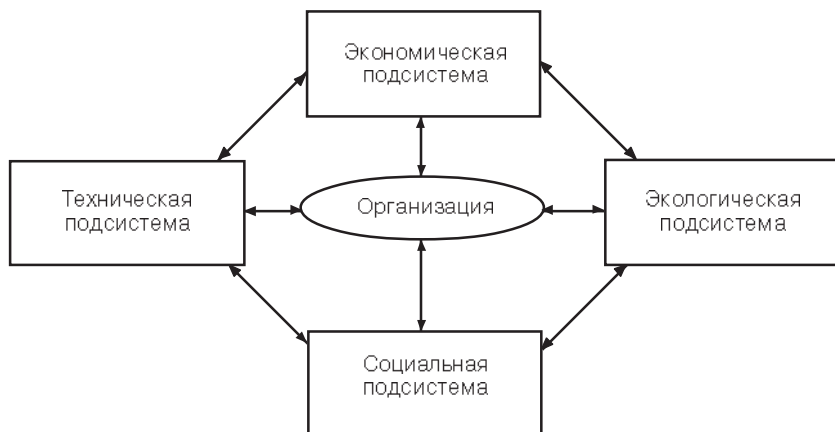 Экономическая
подсистема
Техническая
подсистема
Организация
Экологическая
подсистема
Социальная
подсистема